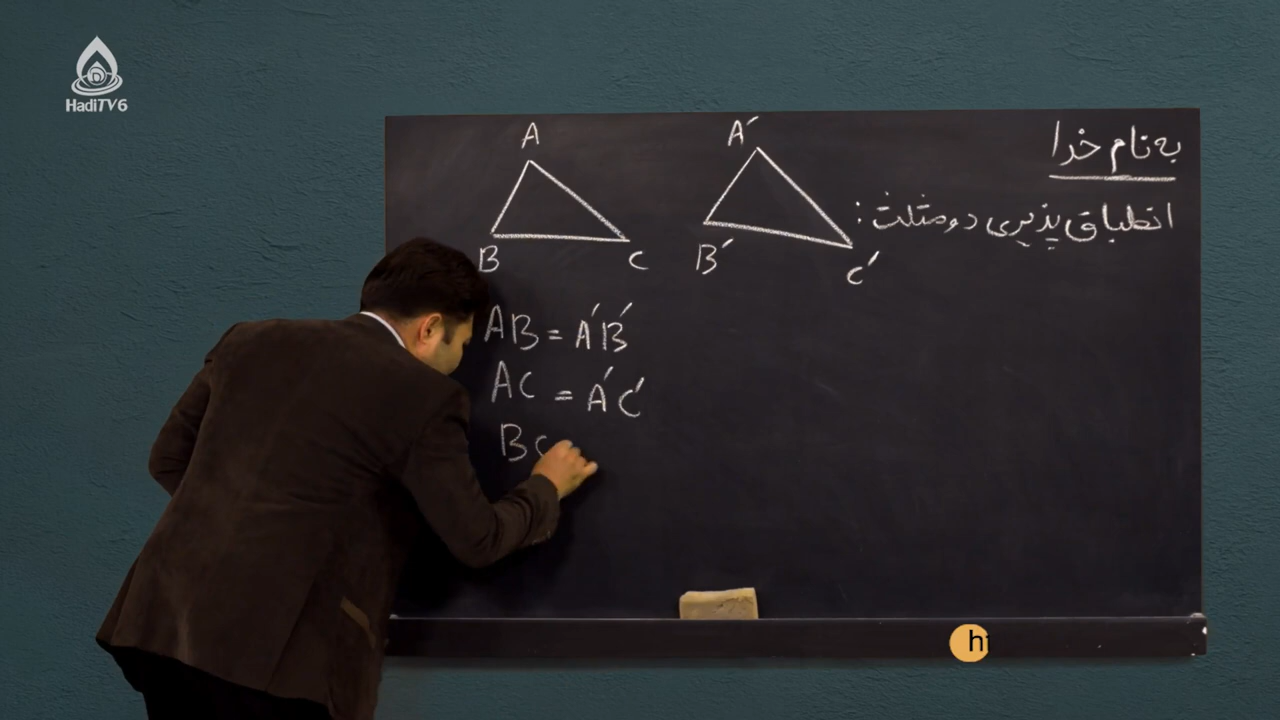 HadiTV6
به نام خدا
انطباق پذیری دو مثلث :
A
B
C
A´
B´
C´
AB = A´B´
AC = A´C´
BC
h